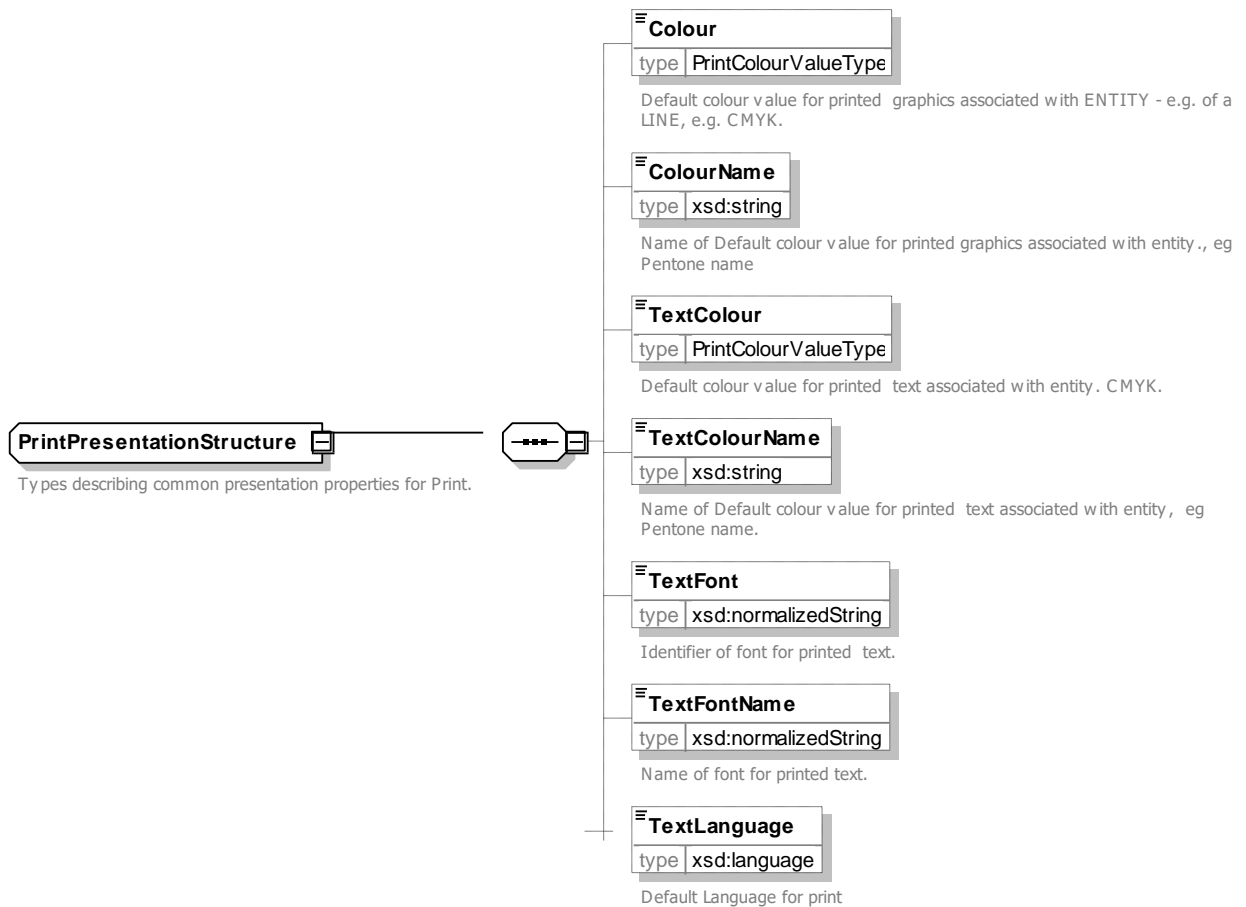 Colour
type PrintColourValueType
Default colour value for printed graphics associated with ENTITY - e.g. of a
LINE, e.g. CMYK.
ColourName
type xsd:string
Name of Default colour value for printed graphics associated with entity., eg
Pentone name
TextColour
type PrintColourValueType
Default colour value for printed text associated with entity. CMYK.
PrintPresentationStructure
Types describing common presentation properties for Print.
TextColourName
type xsd:string
Name of Default colour value for printed text associated with entity, eg
Pentone name.
TextFont
type xsd:normalizedString
Identifier of font for printed text.
TextFontName
type xsd:normalizedString
Name of font for printed text.
TextLanguage
type xsd:language
Default Language for print